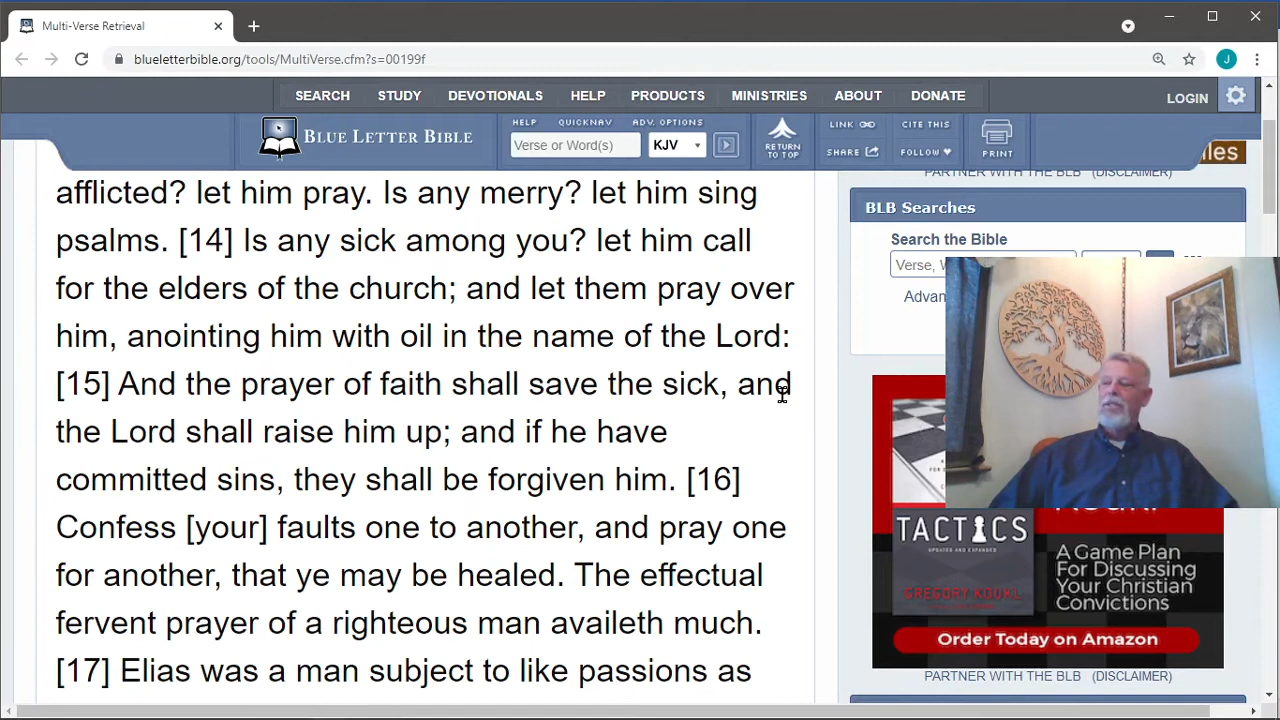 Multi-Verse Retrieval
blueletterbible.org/tools/MultiVerse.cfm?s=00199f
J
SEARCH STUDY DEVOTIONALS HELP PRODUCTS MINISTRIES ABOUT DONATE
LOGIN
BLUE LETTER BIBLE
HELP QUICKNAV ADV. OPTIONS
Verse or Word(s) KJV
RETURN TO TOP
LINK CITE THIS
SHARE FOLLOW
PRINT
afflicted? let him pray. Is any merry? let him sing
psalms. [14] Is any sick among you? let him call
for the elders of the church; and let them pray over
him, anointing him with oil in the name of the Lord:
[15] And the prayer of faith shall save the sick, and
the Lord shall raise him up; and if he have
committed sins, they shall be forgiven him. [16]
Confess [your] faults one to another, and pray one
for another, that ye may be healed. The effectual
fervent prayer of a righteous man availeth much.
[17] Elias was a man subject to like passions as
PARTNER WITH THE BLB (DISCLAIMER)
BLB Searches
Search the Bible
Verse,
TACTICS
UPDATED AND EXPANDED
GREGORY KOUKL
A Game Plan
For Discussing
Your Christian
Convictions
Order Today on Amazon
PARTNER WITH THE BLB (DISCLAIMER)